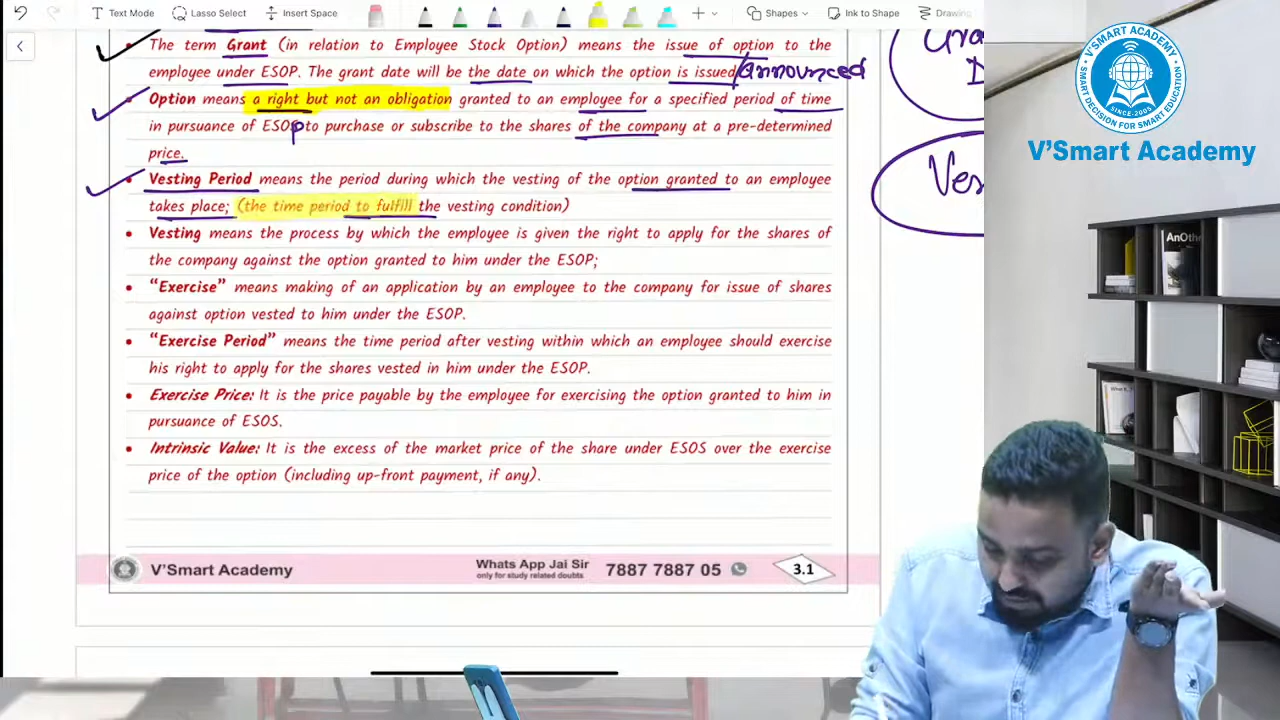 Text Mode Lasso Select Insert Space Shapes Ink to Shape Drawing
• The term Grant (in relation to Employee Stock Option) means the issue of option to the
employee under ESOP. The grant date will be the date on which the option is issued/announced
• Option means a right but not an obligation granted to an employee for a specified period of time
in pursuance of ESOP to purchase or subscribe to the shares of the company at a pre-determined
price.
• Vesting Period means the period during which the vesting of the option granted to an employee
takes place; (the time period to fulfill the vesting condition)
• Vesting means the process by which the employee is given the right to apply for the shares of
the company against the option granted to him under the ESOP;
• “Exercise” means making of an application by an employee to the company for issue of shares
against option vested to him under the ESOP.
• “Exercise Period” means the time period after vesting within which an employee should exercise
his right to apply for the shares vested in him under the ESOP.
• Exercise Price: It is the price payable by the employee for exercising the option granted to him in
pursuance of ESOS.
• Intrinsic Value: It is the excess of the market price of the share under ESOS over the exercise
price of the option (including up-front payment, if any).
V'Smart Academy
Whats App Jai Sir
only for study related doubts
7887 7887 05
3.1
Gra
D
Ves
V'SMART ACADEMY
SINCE-2005
SMART DECISION FOR SMART EDUCATION
V'Smart Academy
AnOthe